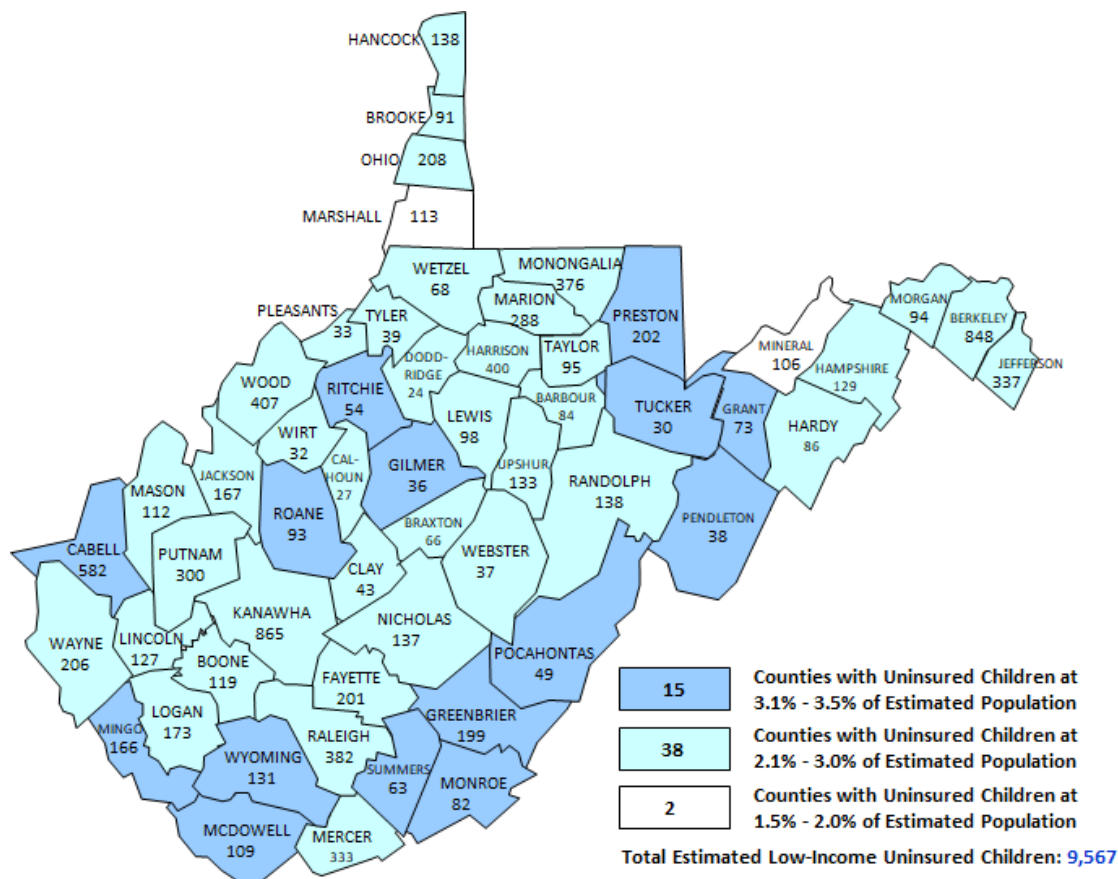 HANCOCK 138
BROOKE 91
OHIO 208
MARSHALL 113
WETZEL
68
MONONGALIA
376
MARION
288
PLEASANTS
33
TYLER
39
PRESTON
202
MORGAN
94
BERKELEY
848
JEFFERSON
337
MINERAL
106
HAMPSHIRE
129
WOOD
407
RITCHIE
54
DODD-
RIDGE
24
HARRISON
400
TAYLOR
95
BARBOUR
84
TUCKER
30
GRANT
73
HARDY
86
WIRT
32
CAL-
HOUN
27
GILMER
36
LEWIS
98
UPSHUR
133
RANDOLPH
138
PENDLETON
38
MASON
112
JACKSON
167
ROANE
93
BRAXTON
66
WEBSTER
37
CABELL
582
PUTNAM
300
CLAY
43
KANAWHA
865
NICHOLAS
137
WAYNE
206
LINCOLN
127
BOONE
119
FAYETTE
201
POCAHONTAS
49
MINGO
166
LOGAN
173
GREENBRIER
199
WYOMING
131
RALEIGH
382
SUMMERS
63
MONROE
82
MCDOWELL
109
MERCER
333
15 Counties with Uninsured Children at
3.1% - 3.5% of Estimated Population
38 Counties with Uninsured Children at
2.1% - 3.0% of Estimated Population
2 Counties with Uninsured Children at
1.5% - 2.0% of Estimated Population
Total Estimated Low-Income Uninsured Children: 9,567